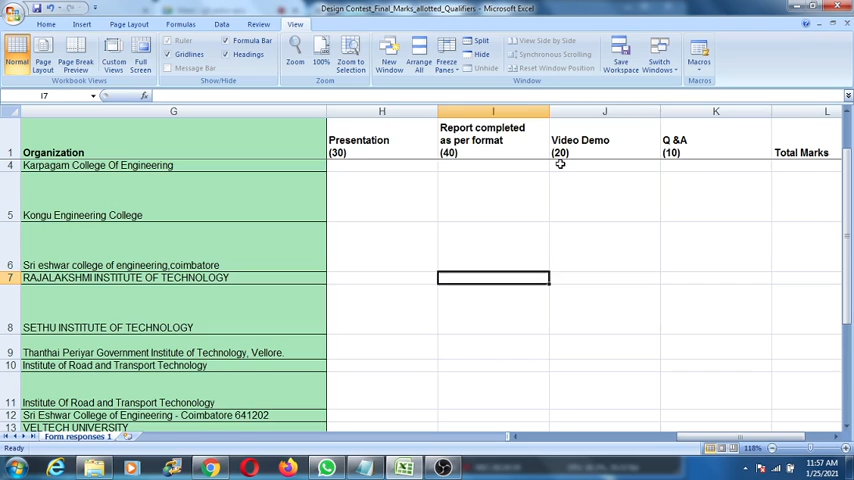 Design Contest_Final_Marks_allotted_Qualifiers - Microsoft Excel
Home Insert Page Layout Formulas Data Review View
Normal Page Layout Page Break Preview Custom Views Full Screen
Ruler Formula Bar
Gridlines Headings
Message Bar
Zoom 100% Zoom to Selection
New Window Arrange All Freeze Panes
Split
Hide
Unhide
View Side by Side
Synchronous Scrolling
Reset Window Position
Save Workspace Switch Windows
Macros
Workbook Views Show/Hide Zoom Window Macros
I7 fx
G H I J K L
1 Organization Presentation (30) Report completed as per format (40) Video Demo (20) Q &A (10) Total Marks
4 Karpagam College Of Engineering
5 Kongu Engineering College
6 Sri eshwar college of engineering,coimbatore
7 RAJALAKSHMI INSTITUTE OF TECHNOLOGY
8 SETHU INSTITUTE OF TECHNOLOGY
9 Thanthai Periyar Government Institute of Technology, Vellore.
10 Institute of Road and Transport Technology
11 Institute Of Road and Transport Technology
12 Sri Eshwar College of Engineering - Coimbatore 641202
13 VELTECH UNIVERSITY
Form responses 1
Ready 118%
11:57 AM
1/25/2021